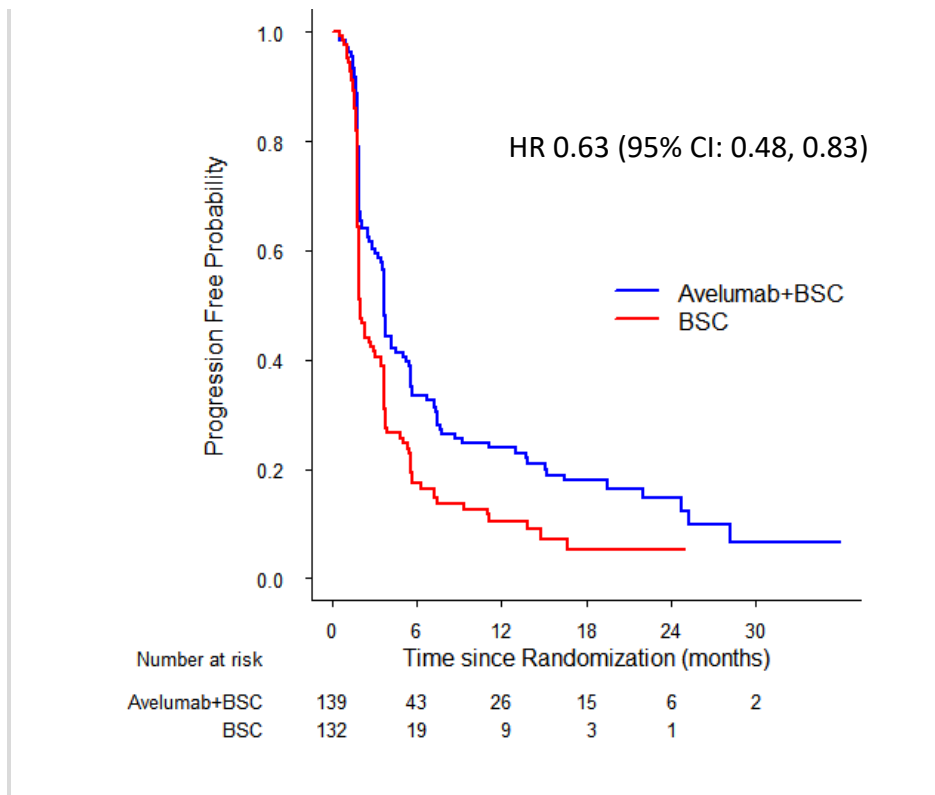 1.0
0.8
0.6
0.4
0.2
0.0
Progression Free Probability
HR 0.63 (95% CI: 0.48, 0.83)
Avelumab+BSC
BSC
0 6 12 18 24 30
Time since Randomization (months)
Number at risk
Avelumab+BSC 139 43 26 15 6 2
BSC 132 19 9 3 1